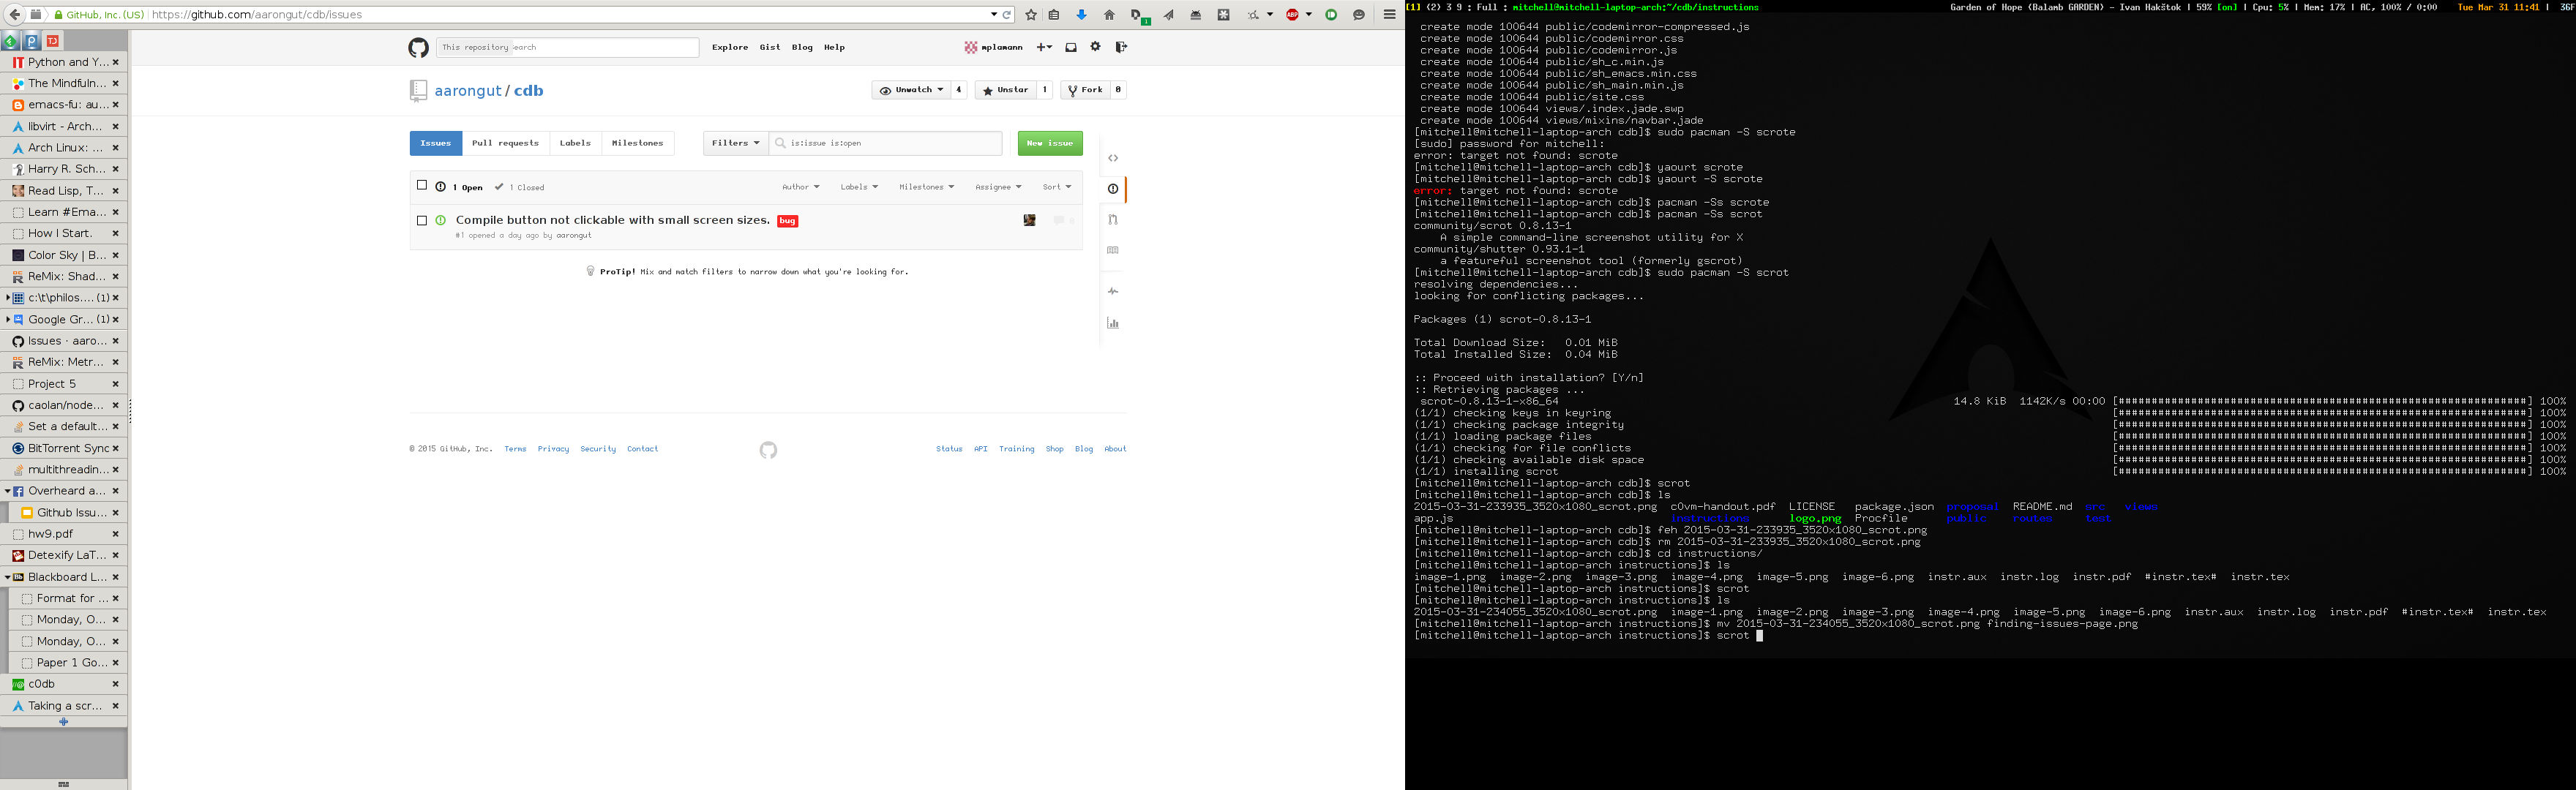 GitHub, Inc. (US) https://github.com/aarongut/cdb/issues
Python and Y...
The Mindfuln...
emacs-fu: au...
libvirt - Arch...
Arch Linux: ...
Harry R. Sch...
Read Lisp, T...
Learn #Ema...
How I Start.
Color Sky | B...
ReMix: Shad...
c:\t\philos.... (1)
Google Gr... (1)
Issues · aaro...
ReMix: Metr...
Project 5
caolan/node...
Set a default...
BitTorrent Sync
multithreadin...
Overheard a...
Github Issu...
hw9.pdf
Detexify LaT...
Blackboard L...
Format for ...
Monday, O...
Monday, O...
Paper 1 Go...
c0db
Taking a scr...
This repository Search Explore Gist Blog Help mplamann
aarongut / cdb Unwatch 4 Unstar 1 Fork 0
Issues Pull requests Labels Milestones Filters is:issue is:open New issue
1 Open 1 Closed Author Labels Milestones Assignee Sort
Compile button not clickable with small screen sizes. bug
#1 opened a day ago by aarongut
ProTip! Mix and match filters to narrow down what you're looking for.
© 2015 GitHub, Inc. Terms Privacy Security Contact Status API Training Shop Blog About
[1] (2) 3 9 : Full : mitchell@mitchell-laptop-arch:~/cdb/instructions Garden of Hope (Balamb GARDEN) - Ivan Hakštok | 59% [on] | Cpu: 5% | Mem: 17% | AC, 100% / 0:00 Tue Mar 31 11:41 | 36F
create mode 100644 public/codemirror-compressed.js
create mode 100644 public/codemirror.css
create mode 100644 public/codemirror.js
create mode 100644 public/sh_c.min.js
create mode 100644 public/sh_emacs.min.css
create mode 100644 public/sh_main.min.js
create mode 100644 public/site.css
create mode 100644 views/.index.jade.swp
create mode 100644 views/mixins/navbar.jade
[mitchell@mitchell-laptop-arch cdb]$ sudo pacman -S scrote
[sudo] password for mitchell:
error: target not found: scrote
[mitchell@mitchell-laptop-arch cdb]$ yaourt scrote
[mitchell@mitchell-laptop-arch cdb]$ yaourt -S scrote
error: target not found: scrote
[mitchell@mitchell-laptop-arch cdb]$ pacman -Ss scrote
[mitchell@mitchell-laptop-arch cdb]$ pacman -Ss scrot
community/scrot 0.8.13-1
A simple command-line screenshot utility for X
community/shutter 0.93.1-1
a featureful screenshot tool (formerly gscrot)
[mitchell@mitchell-laptop-arch cdb]$ sudo pacman -S scrot
resolving dependencies...
looking for conflicting packages...
Packages (1) scrot-0.8.13-1
Total Download Size: 0.01 MiB
Total Installed Size: 0.04 MiB
:: Proceed with installation? [Y/n]
:: Retrieving packages ...
scrot-0.8.13-1-x86_64 14.8 KiB 1142K/s 00:00 [###############################################################] 100%
(1/1) checking keys in keyring [###############################################################] 100%
(1/1) checking package integrity [###############################################################] 100%
(1/1) loading package files [###############################################################] 100%
(1/1) checking for file conflicts [###############################################################] 100%
(1/1) checking available disk space [###############################################################] 100%
(1/1) installing scrot [###############################################################] 100%
[mitchell@mitchell-laptop-arch cdb]$ scrot
[mitchell@mitchell-laptop-arch cdb]$ ls
2015-03-31-233935_3520x1080_scrot.png c0vm-handout.pdf LICENSE package.json proposal README.md src views
app.js instructions logo.png Procfile public routes test
[mitchell@mitchell-laptop-arch cdb]$ feh 2015-03-31-233935_3520x1080_scrot.png
[mitchell@mitchell-laptop-arch cdb]$ rm 2015-03-31-233935_3520x1080_scrot.png
[mitchell@mitchell-laptop-arch cdb]$ cd instructions/
[mitchell@mitchell-laptop-arch instructions]$ ls
image-1.png image-2.png image-3.png image-4.png image-5.png image-6.png instr.aux instr.log instr.pdf #instr.tex# instr.tex
[mitchell@mitchell-laptop-arch instructions]$ scrot
[mitchell@mitchell-laptop-arch instructions]$ ls
2015-03-31-234055_3520x1080_scrot.png image-1.png image-2.png image-3.png image-4.png image-5.png image-6.png instr.aux instr.log instr.pdf #instr.tex# instr.tex
[mitchell@mitchell-laptop-arch instructions]$ mv 2015-03-31-234055_3520x1080_scrot.png finding-issues-page.png
[mitchell@mitchell-laptop-arch instructions]$ scrot